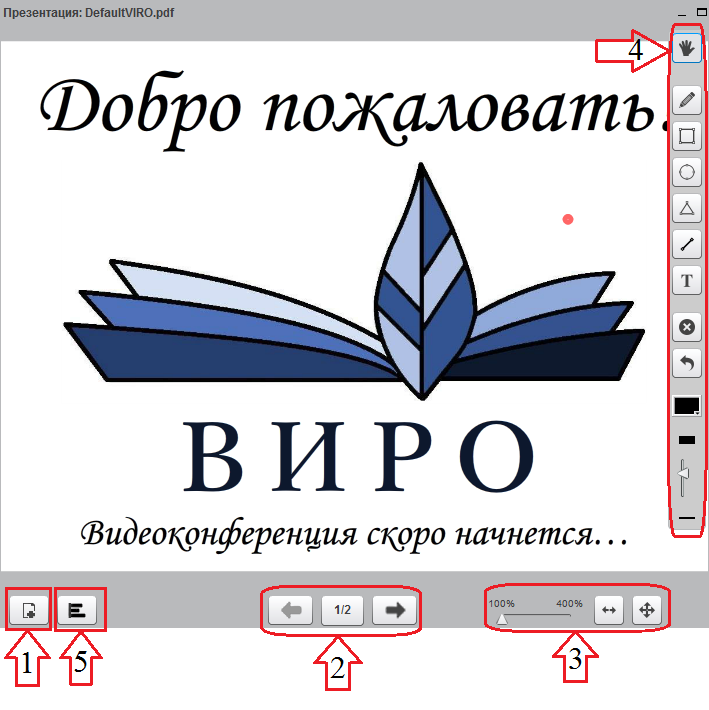 Презентация: DefaultVIRO.pdf
4
Добро пожаловать.
T
ВИРО
Видеоконференция скоро начнется...
1/2
100% 400%
1
5
2
3